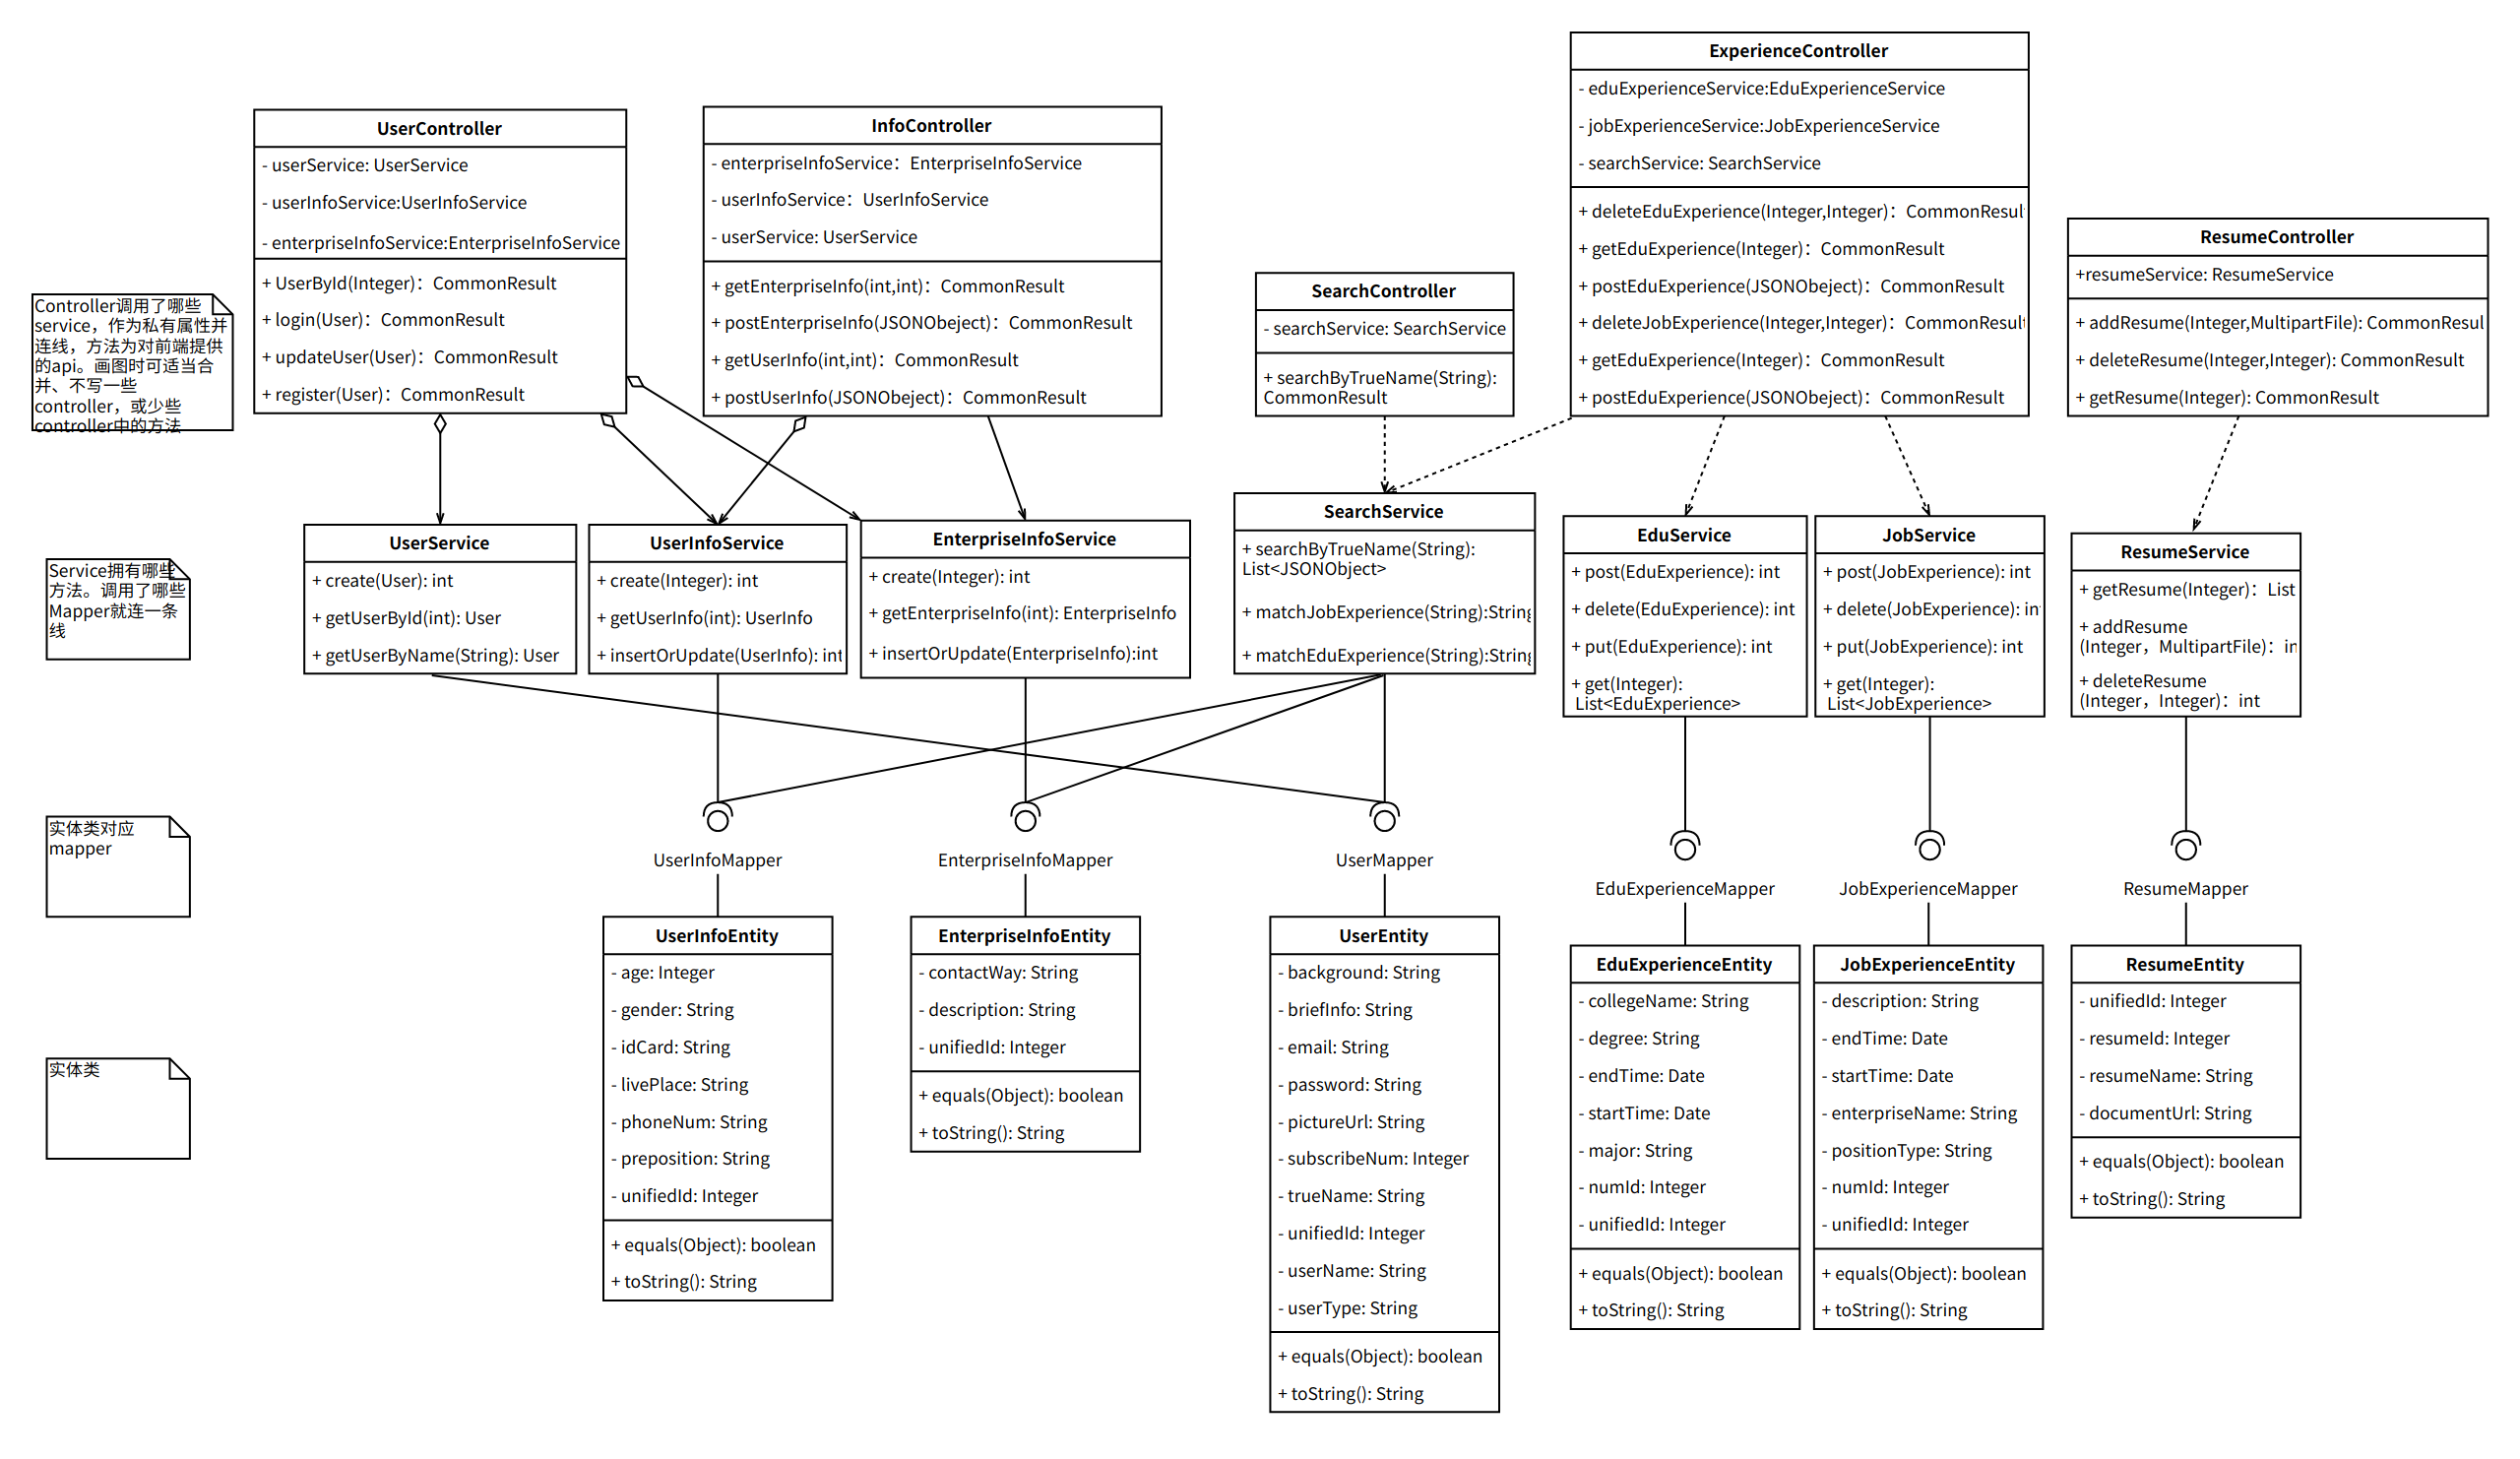 ExperienceController
- eduExperienceService:EduExperienceService
- jobExperienceService:JobExperienceService
- searchService: SearchService
+ deleteEduExperience(Integer,Integer)：CommonResul
+ getEduExperience(Integer)：CommonResult
+ postEduExperience(JSONObeject)：CommonResult
+ deleteJobExperience(Integer,Integer)：CommonResult
+ getEduExperience(Integer)：CommonResult
+ postEduExperience(JSONObeject)：CommonResult
UserController
- userService: UserService
- userInfoService:UserInfoService
- enterpriseInfoService:EnterpriseInfoService
+ UserById(Integer)：CommonResult
+ login(User)：CommonResult
+ updateUser(User)：CommonResult
+ register(User)：CommonResult
InfoController
- enterpriseInfoService：EnterpriseInfoService
- userInfoService：UserInfoService
- userService: UserService
+ getEnterpriseInfo(int,int)：CommonResult
+ postEnterpriseInfo(JSONObeject)：CommonResult
+ getUserInfo(int,int)：CommonResult
+ postUserInfo(JSONObeject)：CommonResult
SearchController
- searchService: SearchService
+ searchByTrueName(String):
CommonResult
ResumeController
+resumeService: ResumeService
+ addResume(Integer,MultipartFile): CommonResul
+ deleteResume(Integer,Integer): CommonResult
+ getResume(Integer): CommonResult
Controller调用了哪些
service，作为私有属性并
连线，方法为对前端提供
的api。画图时可适当合
并、不写一些
controller，或少些
controller中的方法
UserService
+ create(User): int
+ getUserById(int): User
+ getUserByName(String): User
UserInfoService
+ create(Integer): int
+ getUserInfo(int): UserInfo
+ insertOrUpdate(UserInfo): int
EnterpriseInfoService
+ create(Integer): int
+ getEnterpriseInfo(int): EnterpriseInfo
+ insertOrUpdate(EnterpriseInfo):int
SearchService
+ searchByTrueName(String):
List<JSONObject>
+ matchJobExperience(String):String
+ matchEduExperience(String):String
EduService
+ post(EduExperience): int
+ delete(EduExperience): int
+ put(EduExperience): int
+ get(Integer):
List<EduExperience>
JobService
+ post(JobExperience): int
+ delete(JobExperience): in
+ put(JobExperience): int
+ get(Integer):
List<JobExperience>
ResumeService
+ getResume(Integer)：List
+ addResume
(Integer，MultipartFile)：in
+ deleteResume
(Integer，Integer)：int
Service拥有哪些
方法。调用了哪些
Mapper就连一条
线
实体类对应
mapper
UserInfoMapper
EnterpriseInfoMapper
UserMapper
EduExperienceMapper
JobExperienceMapper
ResumeMapper
实体类
UserInfoEntity
- age: Integer
- gender: String
- idCard: String
- livePlace: String
- phoneNum: String
- preposition: String
- unifiedId: Integer
+ equals(Object): boolean
+ toString(): String
EnterpriseInfoEntity
- contactWay: String
- description: String
- unifiedId: Integer
+ equals(Object): boolean
+ toString(): String
UserEntity
- background: String
- briefInfo: String
- email: String
- password: String
- pictureUrl: String
- subscribeNum: Integer
- trueName: String
- unifiedId: Integer
- userName: String
- userType: String
+ equals(Object): boolean
+ toString(): String
EduExperienceEntity
- collegeName: String
- degree: String
- endTime: Date
- startTime: Date
- major: String
- numId: Integer
- unifiedId: Integer
+ equals(Object): boolean
+ toString(): String
JobExperienceEntity
- description: String
- endTime: Date
- startTime: Date
- enterpriseName: String
- positionType: String
- numId: Integer
- unifiedId: Integer
+ equals(Object): boolean
+ toString(): String
ResumeEntity
- unifiedId: Integer
- resumeId: Integer
- resumeName: String
- documentUrl: String
+ equals(Object): boolean
+ toString(): String